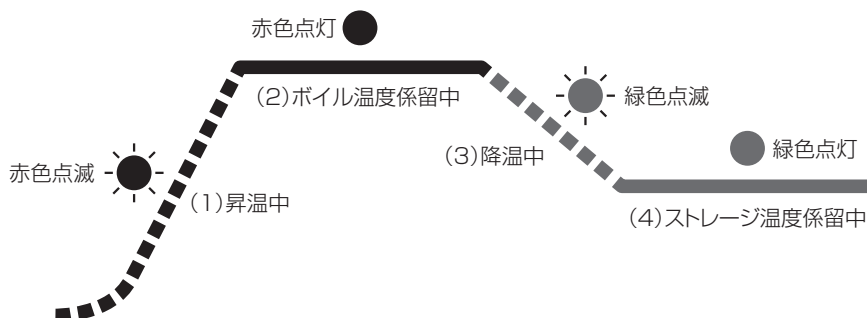 赤色点灯
(2)ボイル温度係留中
緑色点滅
(3)降温中
緑色点灯
赤色点滅
(1)昇温中
(4)ストレージ温度係留中